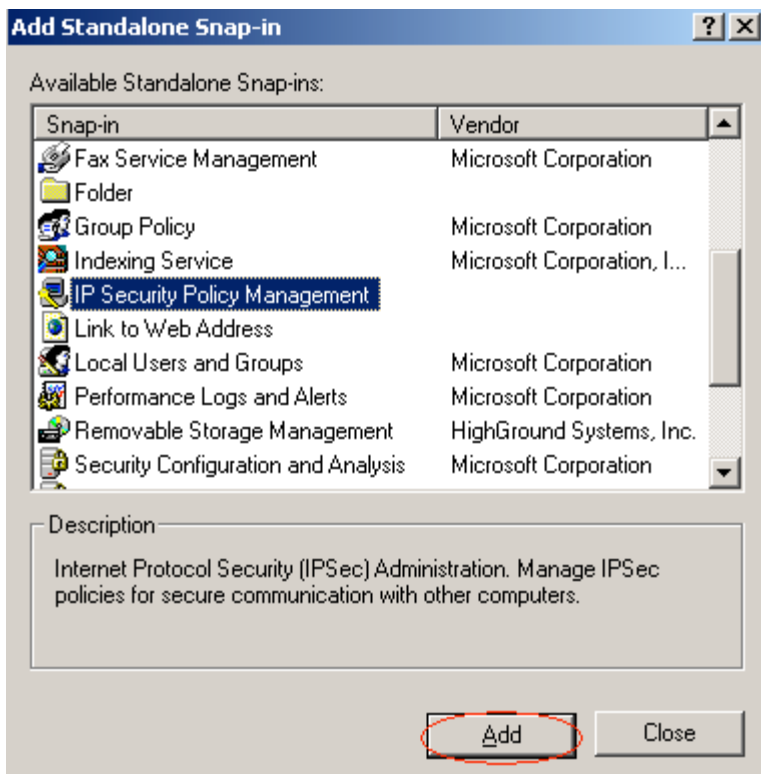 Add Standalone Snap-in
Available Standalone Snap-ins:
Snap-in Vendor
Fax Service Management Microsoft Corporation
Folder
Group Policy Microsoft Corporation
Indexing Service Microsoft Corporation, I...
IP Security Policy Management
Link to Web Address
Local Users and Groups Microsoft Corporation
Performance Logs and Alerts Microsoft Corporation
Removable Storage Management HighGround Systems, Inc.
Security Configuration and Analysis Microsoft Corporation
Description
Internet Protocol Security (IPSec) Administration. Manage IPSec
policies for secure communication with other computers.
Add Close